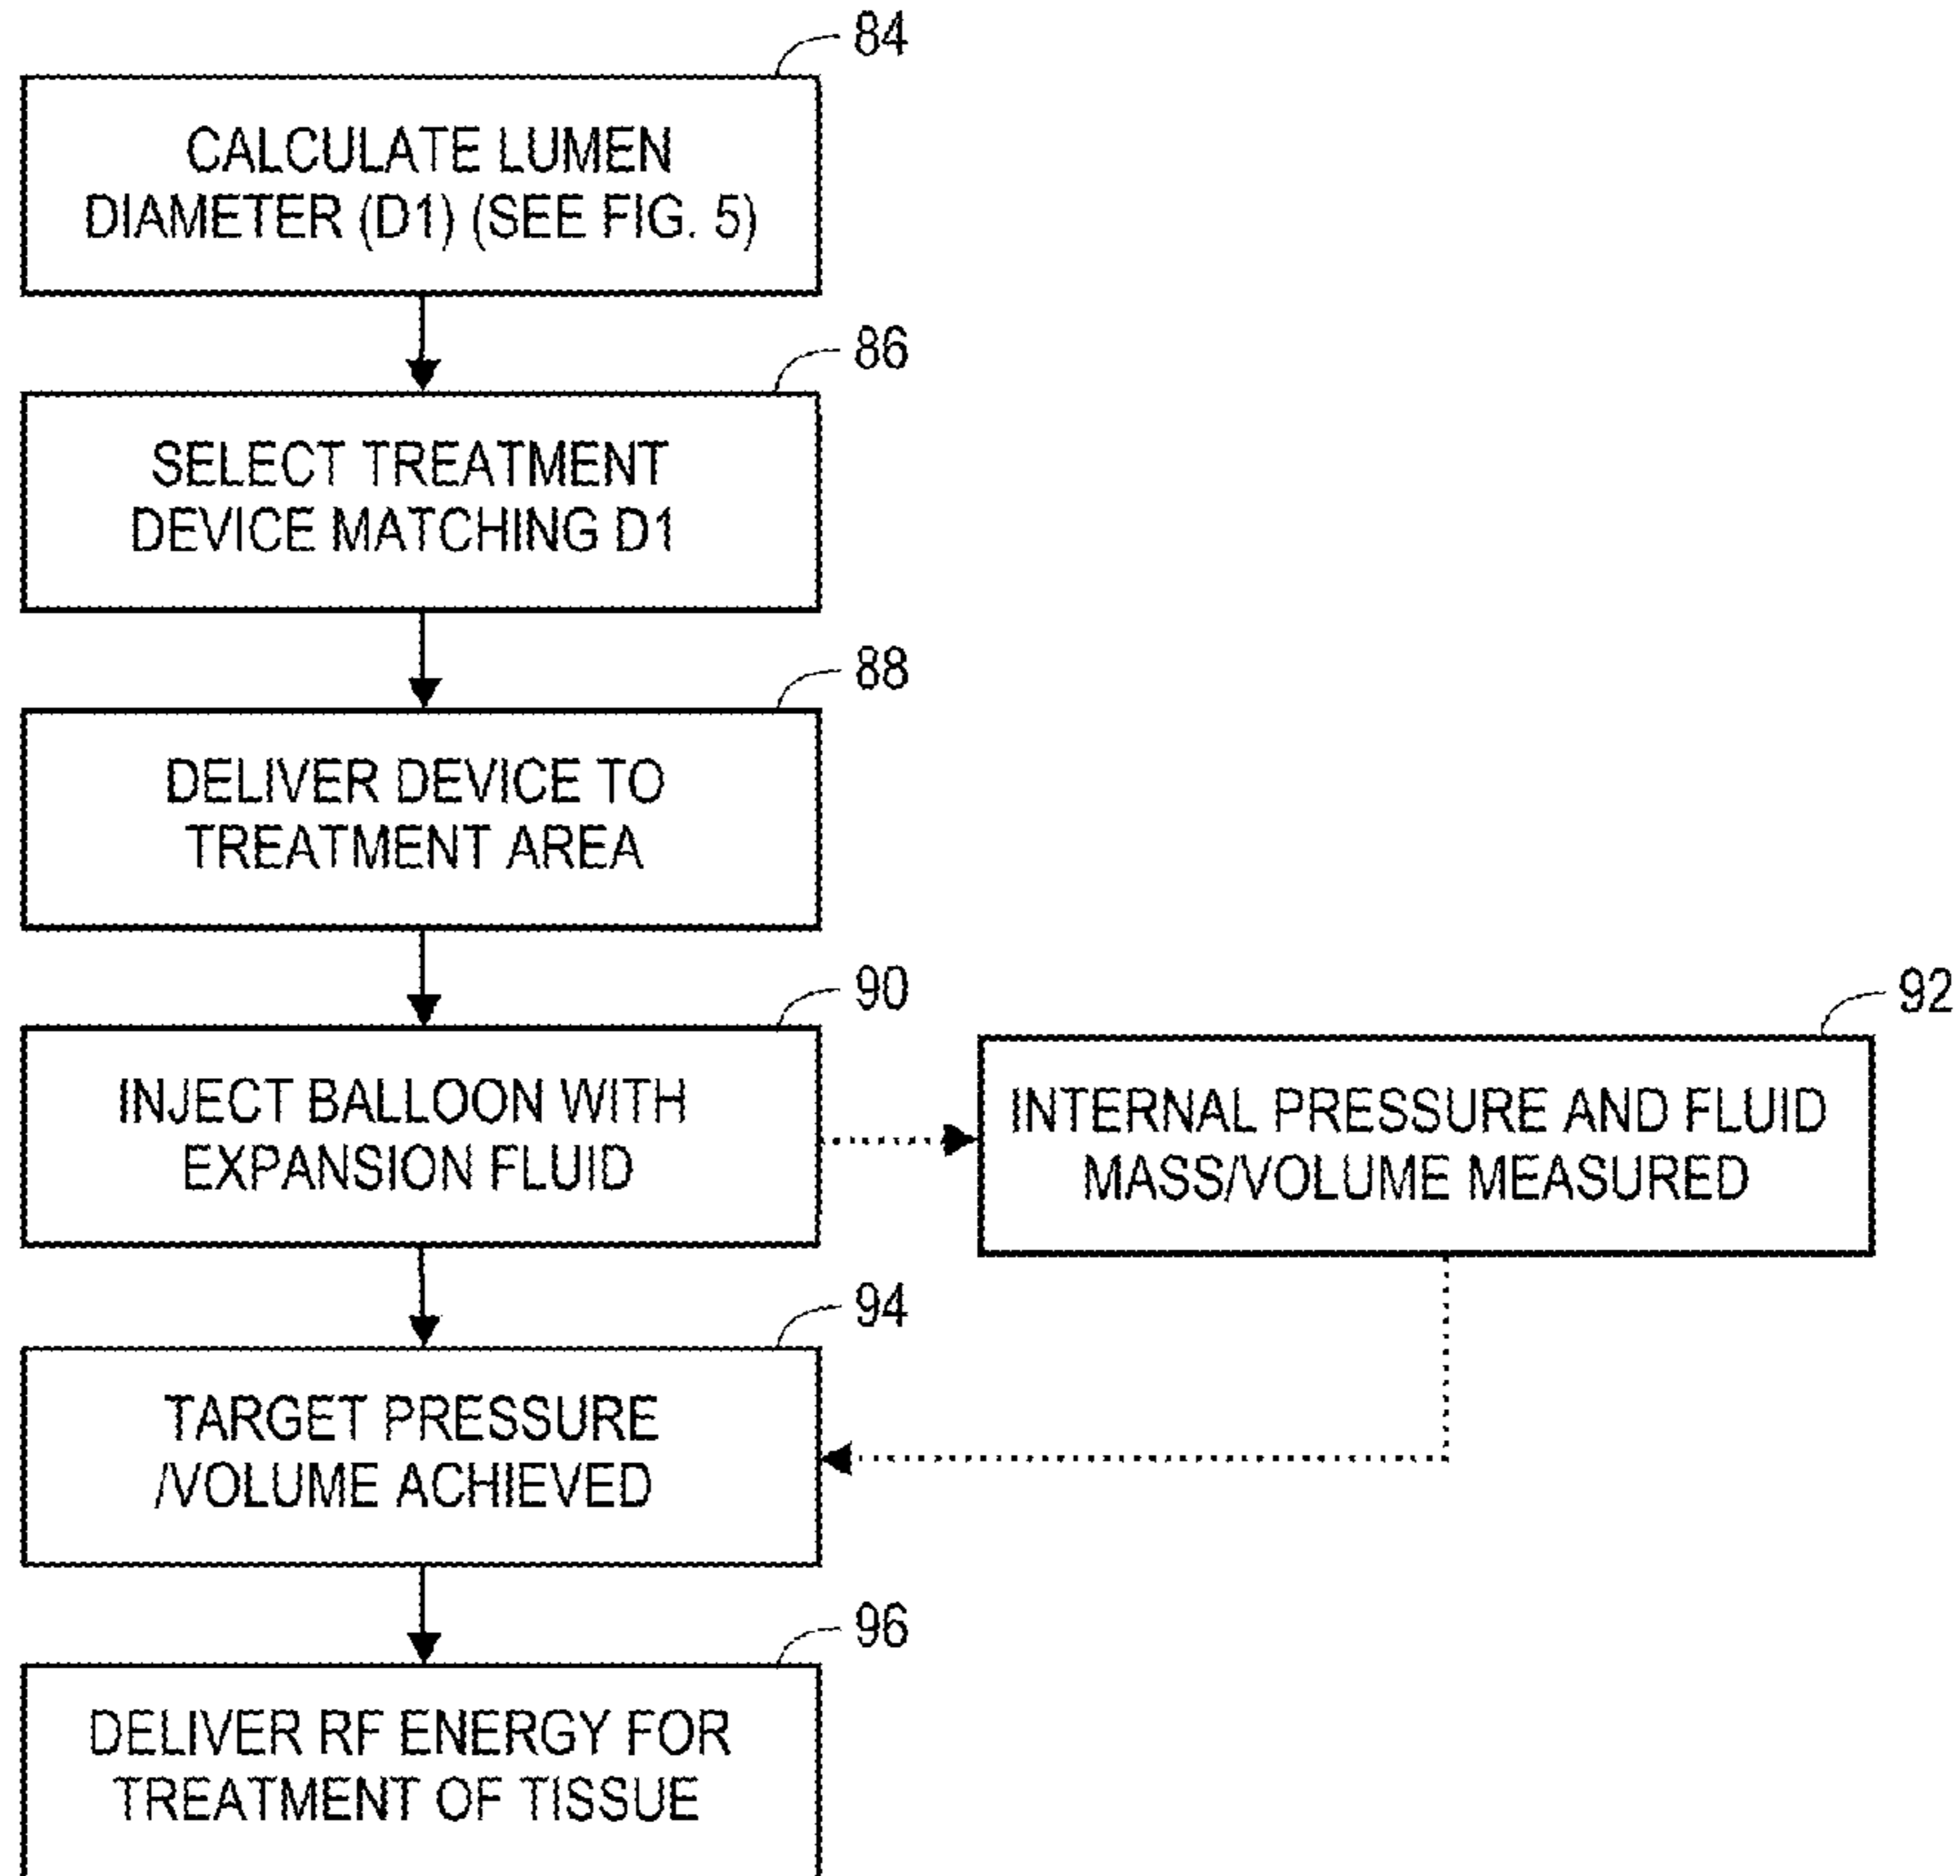 84
CALCULATE LUMEN
DIAMETER (D1) (SEE FIG. 5)
86
SELECT TREATMENT
DEVICE MATCHING D1
88
DELIVER DEVICE TO
TREATMENT AREA
90
INJECT BALLOON WITH
EXPANSION FLUID
92
INTERNAL PRESSURE AND FLUID
MASS/VOLUME MEASURED
94
TARGET PRESSURE
/VOLUME ACHIEVED
96
DELIVER RF ENERGY FOR
TREATMENT OF TISSUE